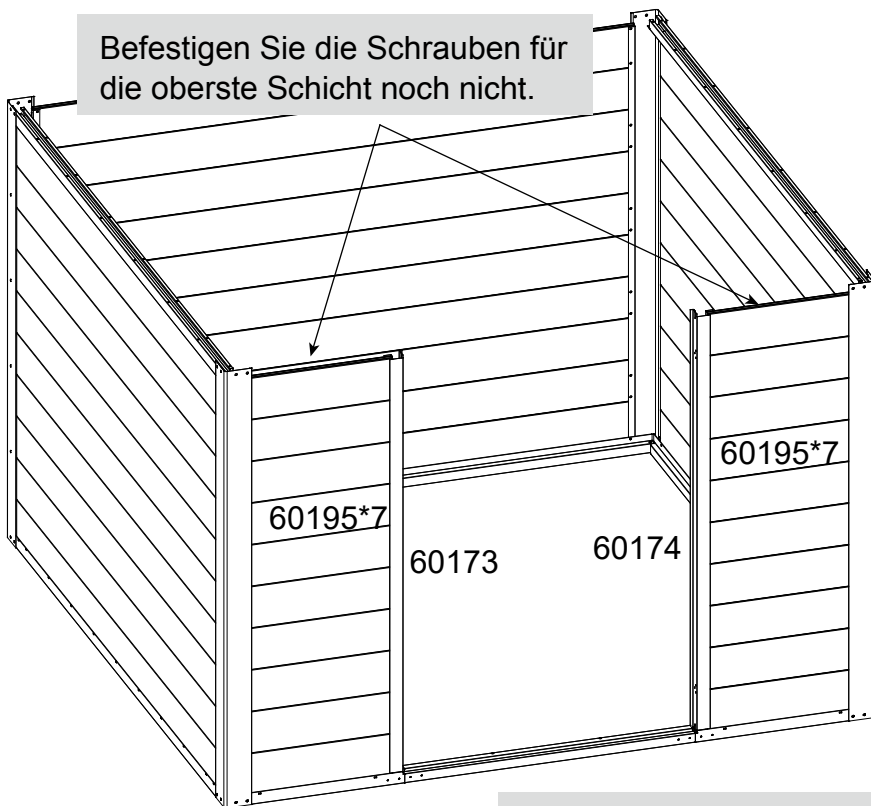 Befestigen Sie die Schrauben für
die oberste Schicht noch nicht.
60195*7
60195*7
60173
60174